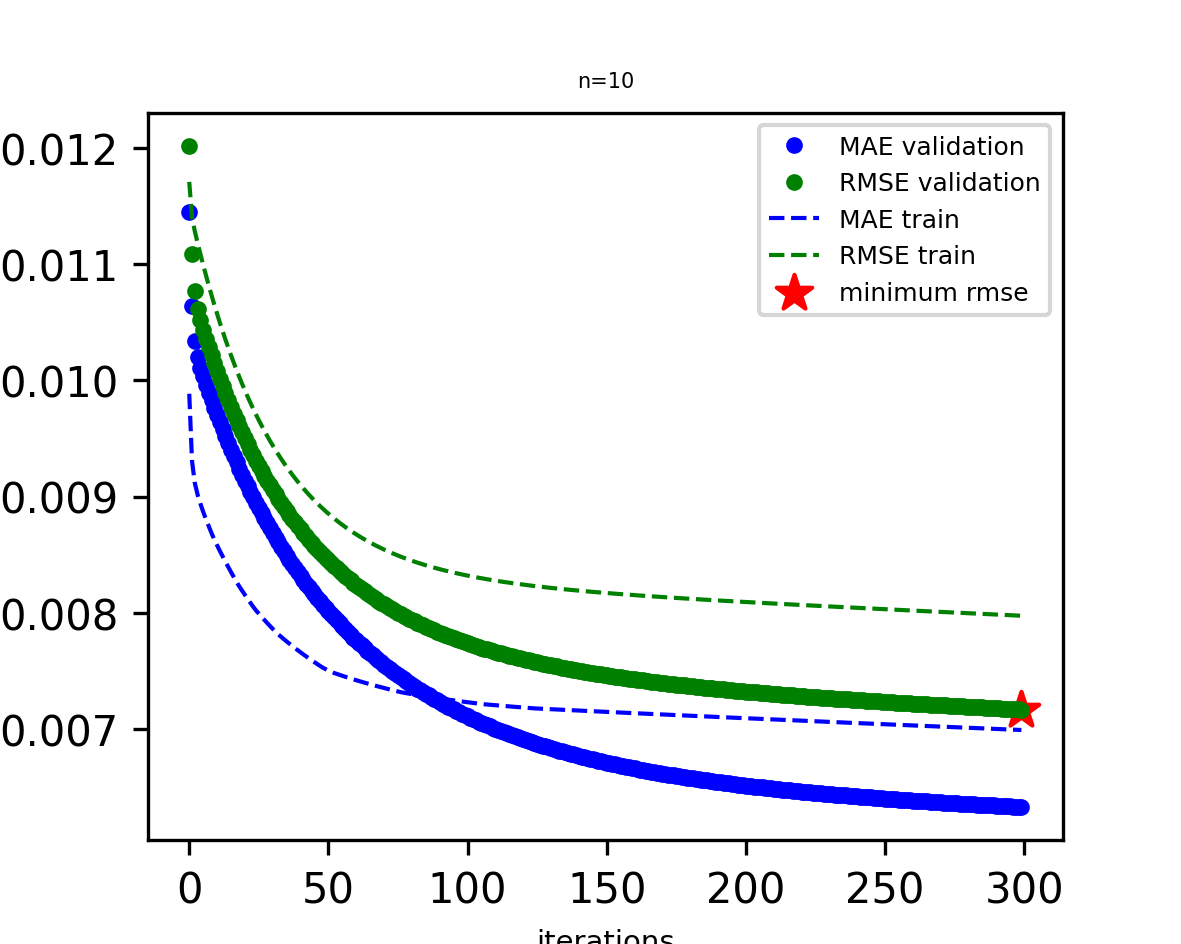 n=10
0.012
0.011
0.010
0.009
0.008
0.007
MAE validation
RMSE validation
MAE train
RMSE train
minimum rmse
0 50 100 150 200 250 300
iterations